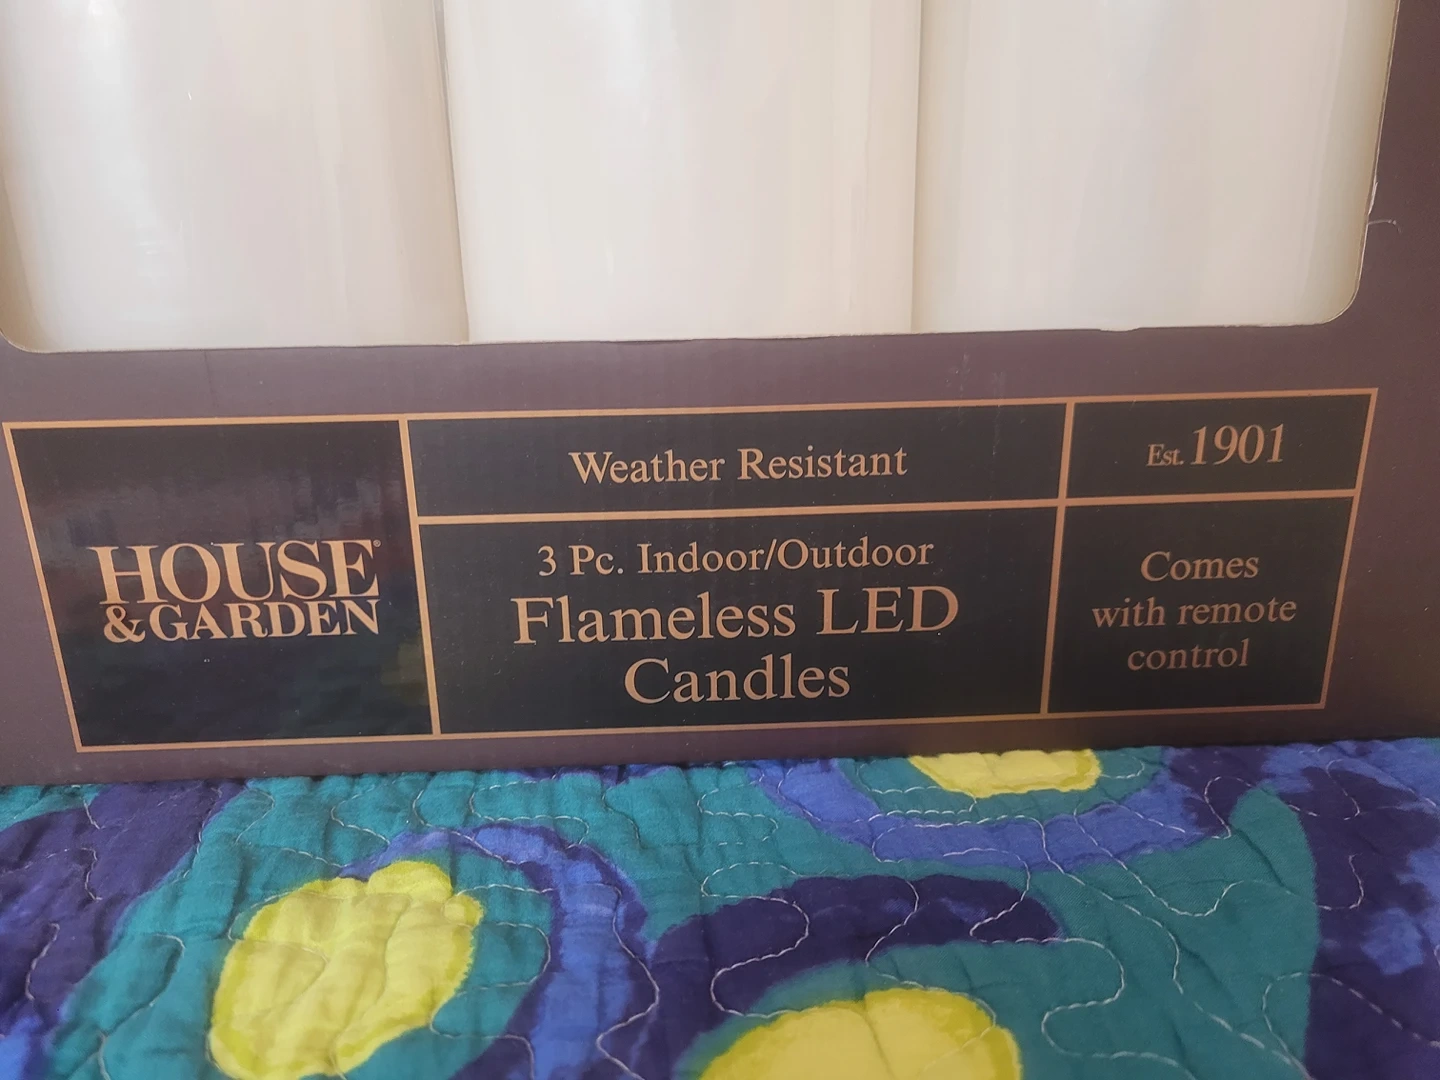 HOUSE
& GARDEN
Weather Resistant
3 Pc. Indoor/Outdoor
Flameless LED
Candles
Est. 1901
Comes
with remote
control